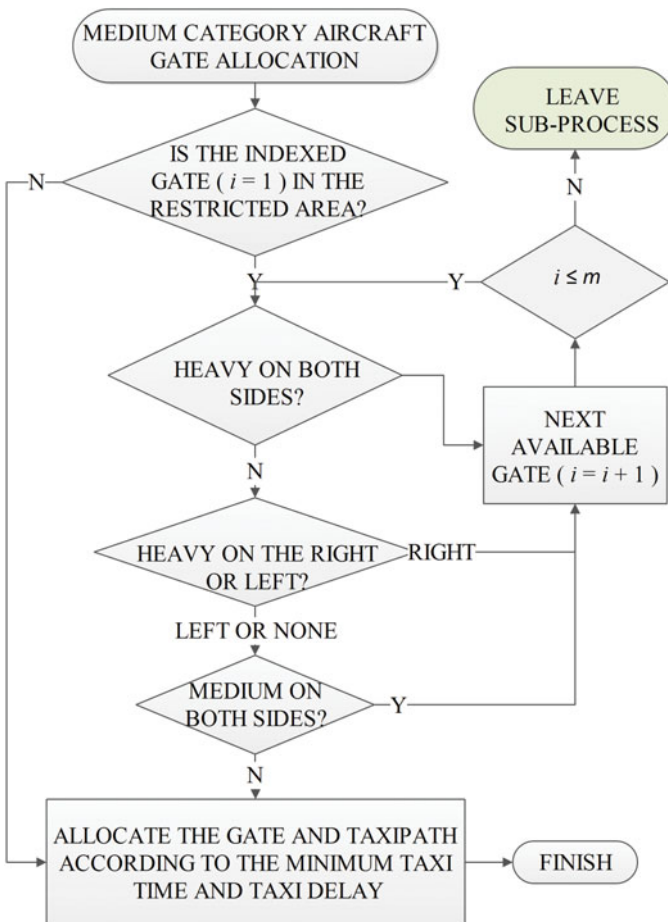 MEDIUM CATEGORY AIRCRAFT
GATE ALLOCATION
LEAVE
SUB-PROCESS
IS THE INDEXED
GATE ( i = 1 ) IN THE
RESTRICTED AREA?
N
N
Y
Y
i ≤ m
HEAVY ON BOTH
SIDES?
NEXT
AVAILABLE
GATE ( i = i + 1 )
N
HEAVY ON THE RIGHT
OR LEFT?
RIGHT
LEFT OR NONE
MEDIUM ON
BOTH SIDES?
Y
N
ALLOCATE THE GATE AND TAXIPATH
ACCORDING TO THE MINIMUM TAXI
TIME AND TAXI DELAY
FINISH